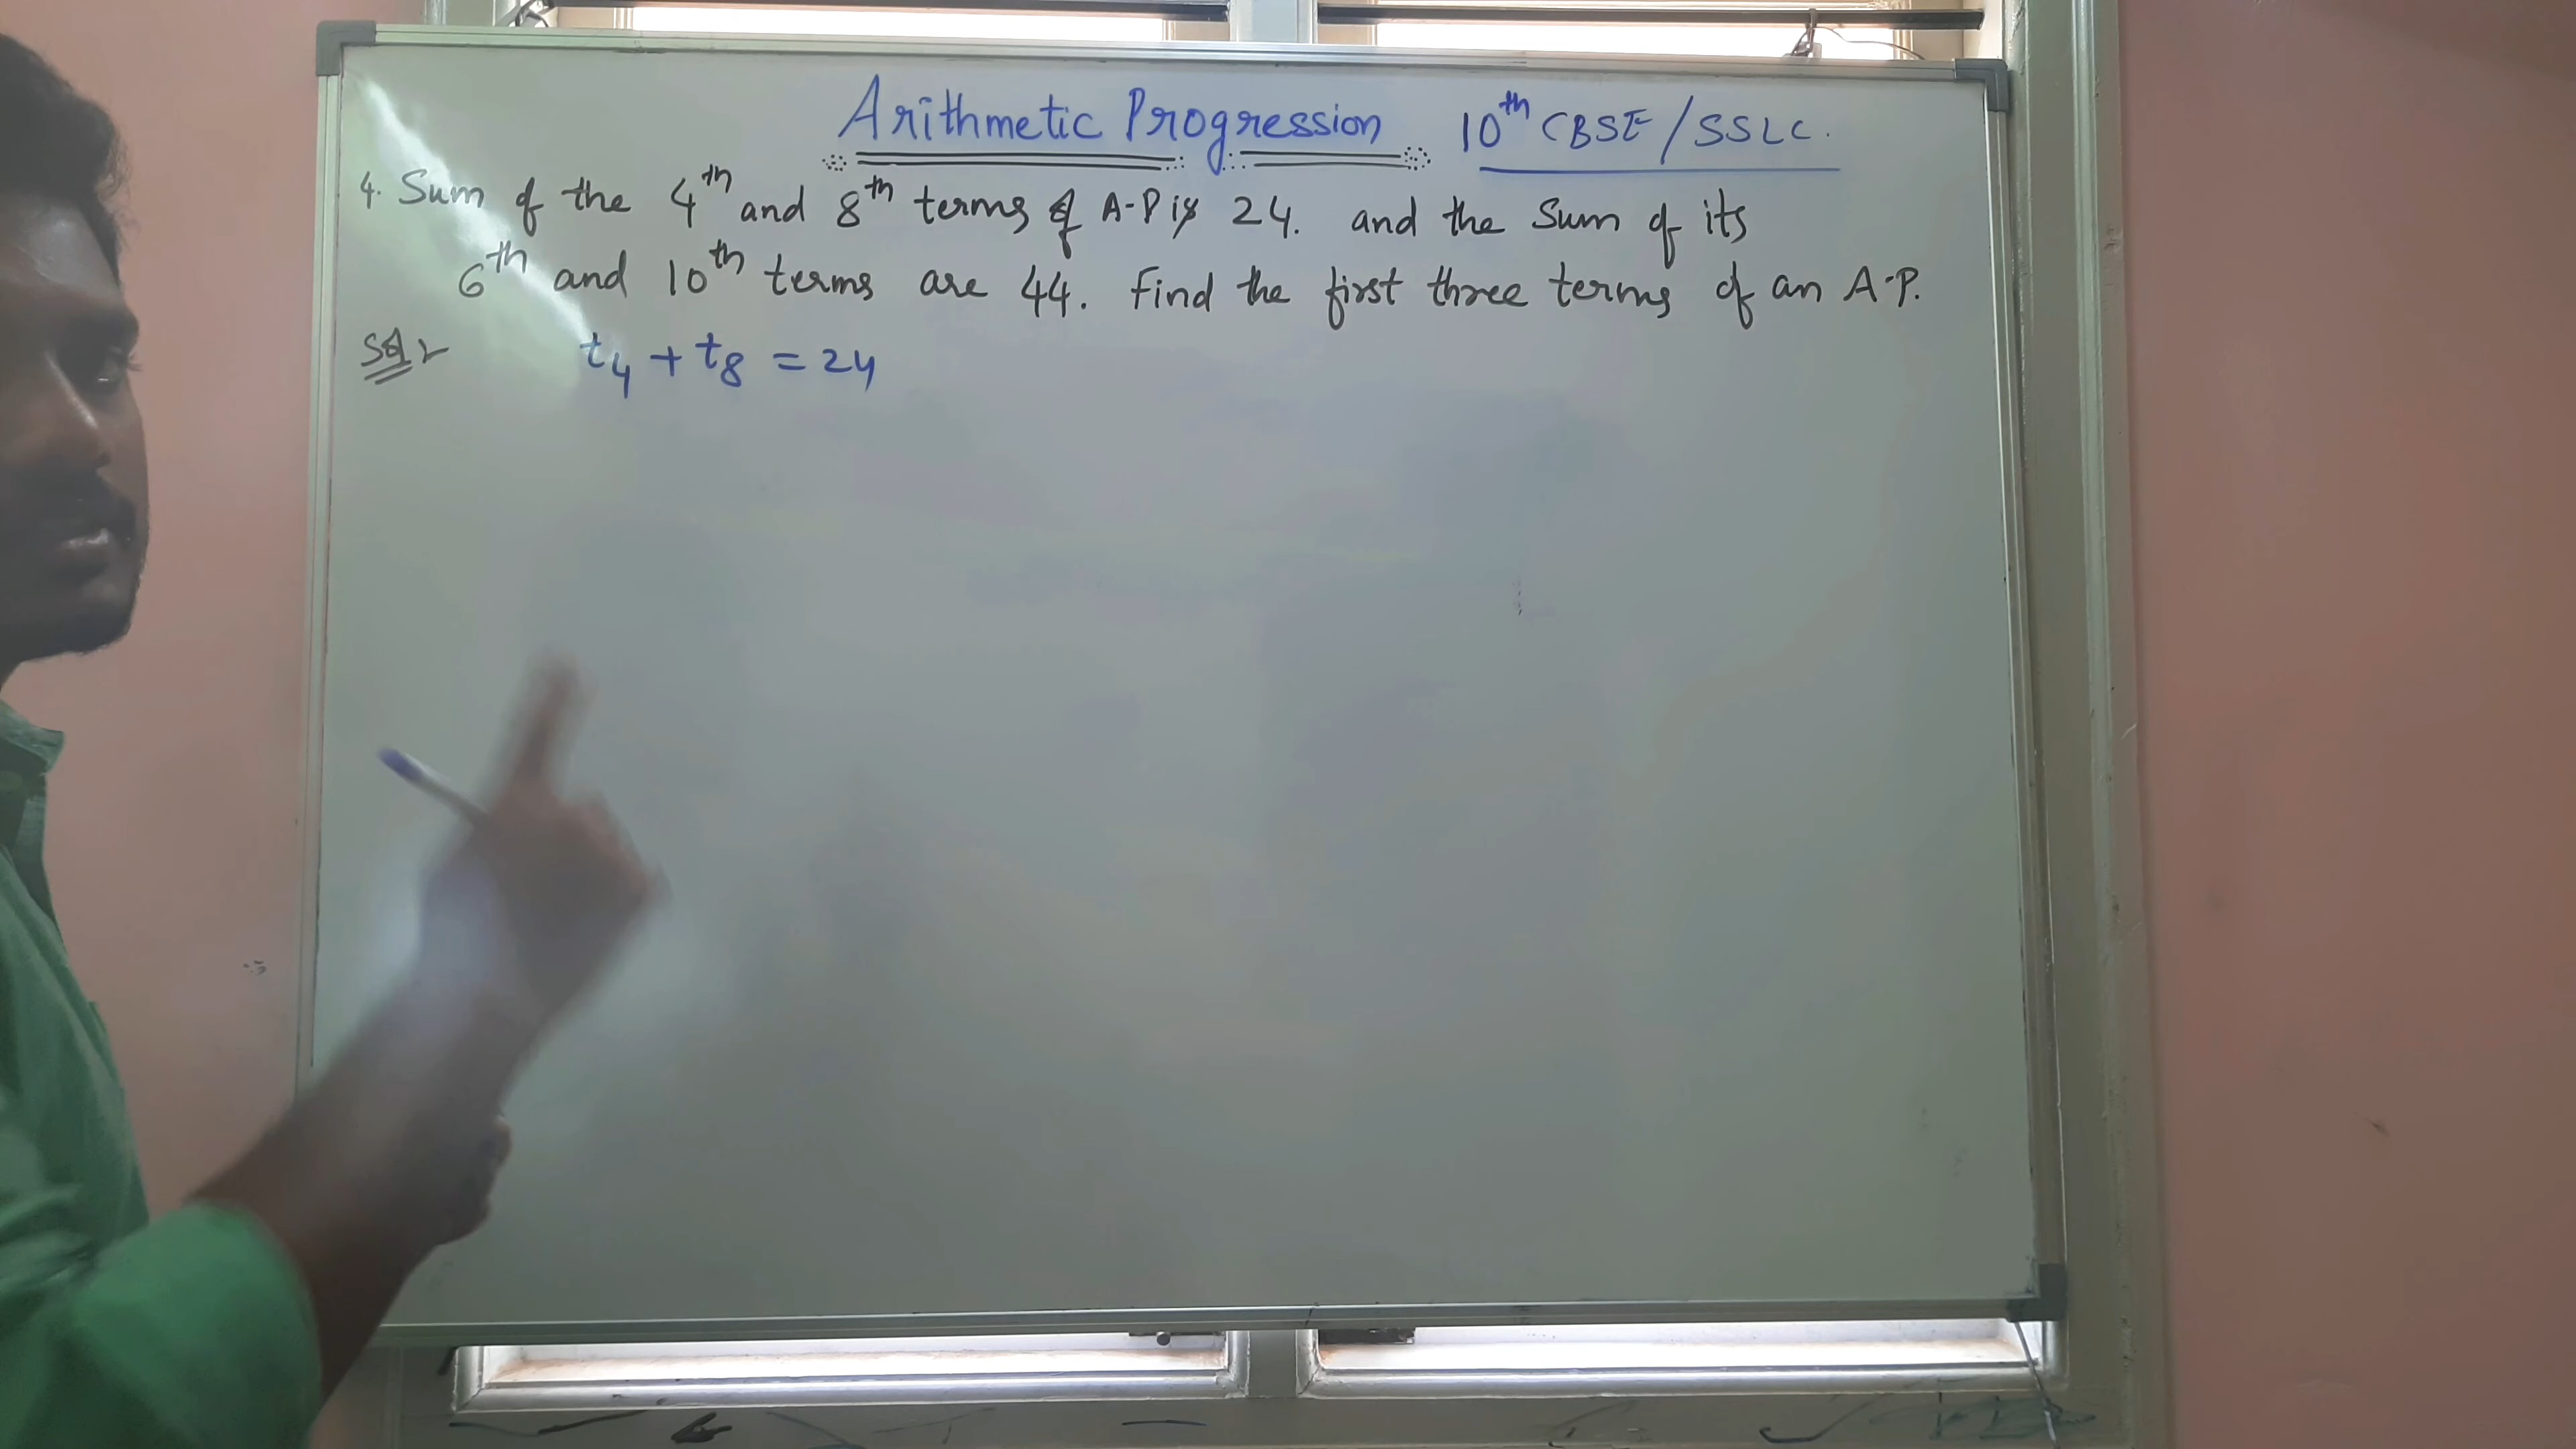 Arithmetic Progression 10th CBSE/SSLC.
4. Sum of the 4th and 8th terms of A-P is 24. and the Sum of its
6th and 10th terms are 44. Find the first three terms of an A-P.
t4 + t8 = 24